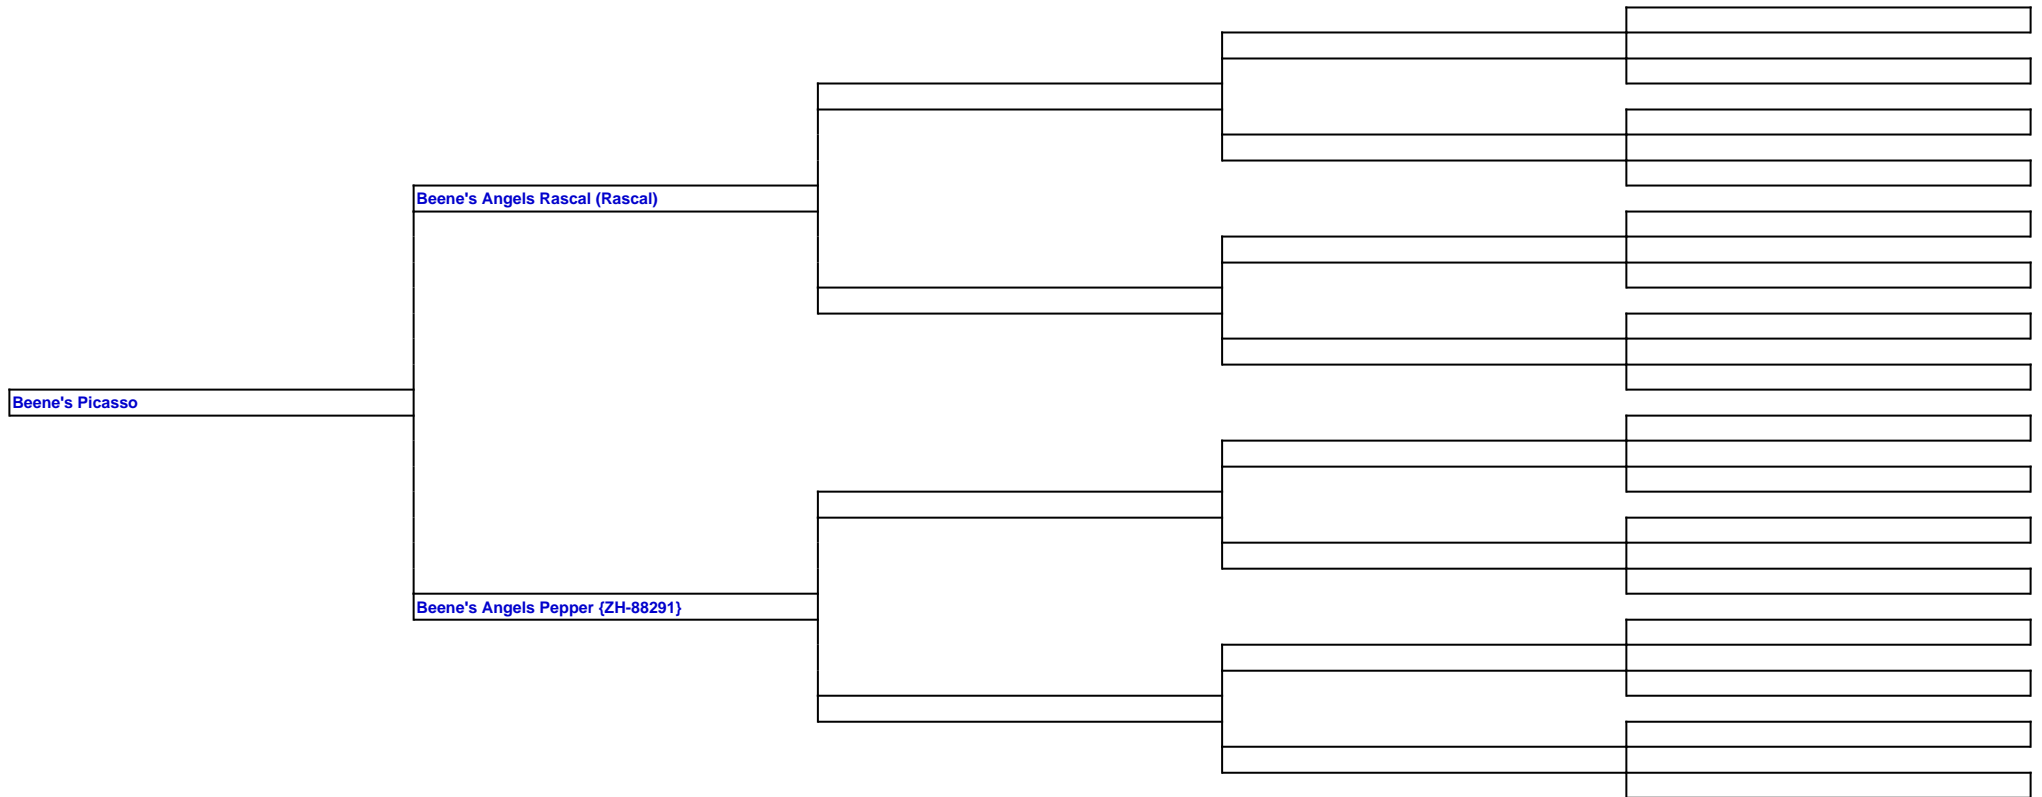 Beene's Angels Rascal (Rascal)
Beene's Picasso
Beene's Angels Pepper {ZH-88291}